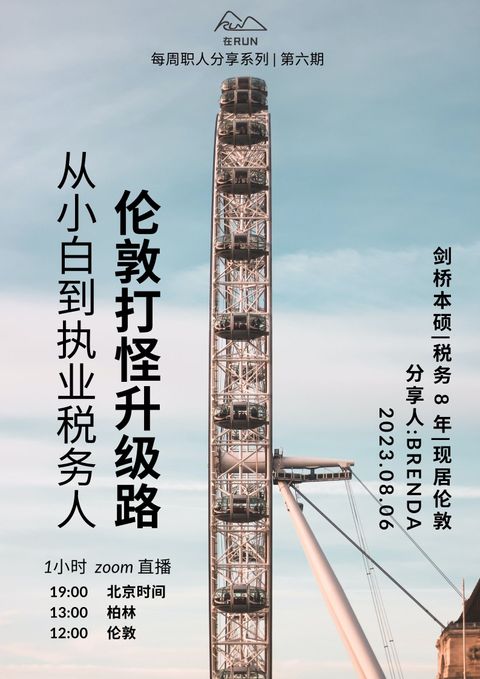 RUN
在RUN
每周职人分享系列 | 第六期
伦敦打怪升级路
从小白到执业税务人
剑桥本硕|税务 8 年|现居伦敦
分享人:BRENDA
2023.08.06
1小时 zoom 直播
19:00 北京时间
13:00 柏林
12:00 伦敦